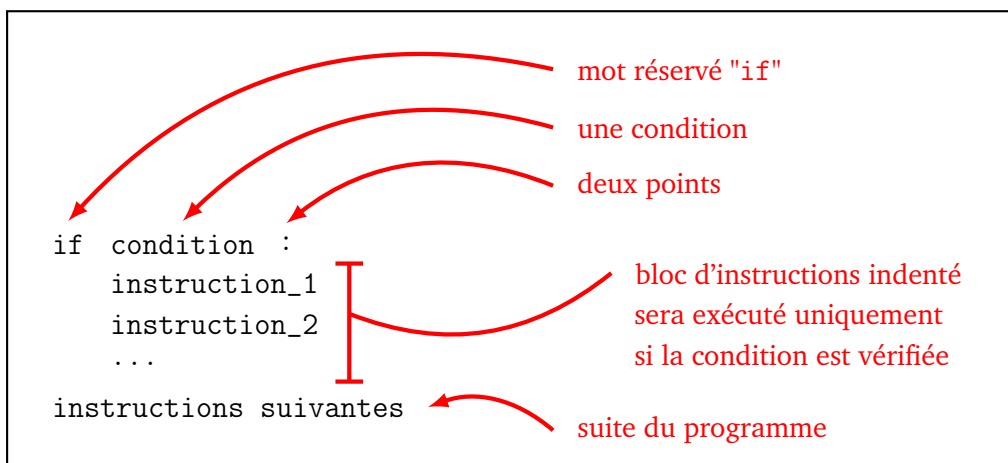 mot réservé "if"
une condition
deux points
if condition :
instruction_1
instruction_2
...
instructions suivantes
bloc d'instructions indenté
sera exécuté uniquement
si la condition est vérifiée
suite du programme